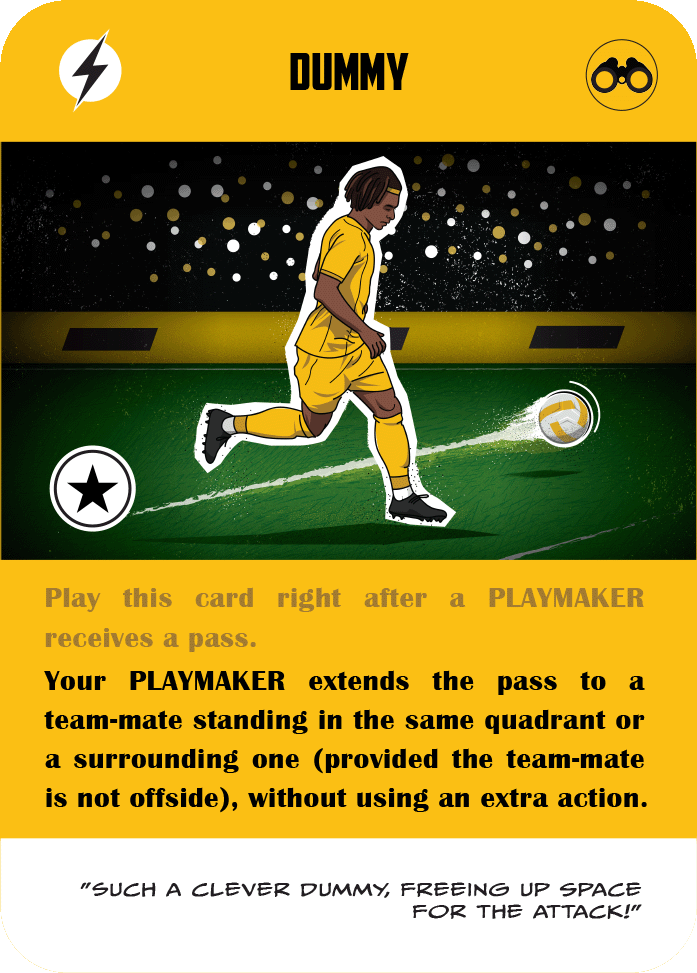 DUMMY
Play this card right after a PLAYMAKER
receives a pass.
Your PLAYMAKER extends the pass to a
team-mate standing in the same quadrant or
a surrounding one (provided the team-mate
is not offside), without using an extra action.
"SUCH A CLEVER DUMMY, FREEING UP SPACE
FOR THE ATTACK!"